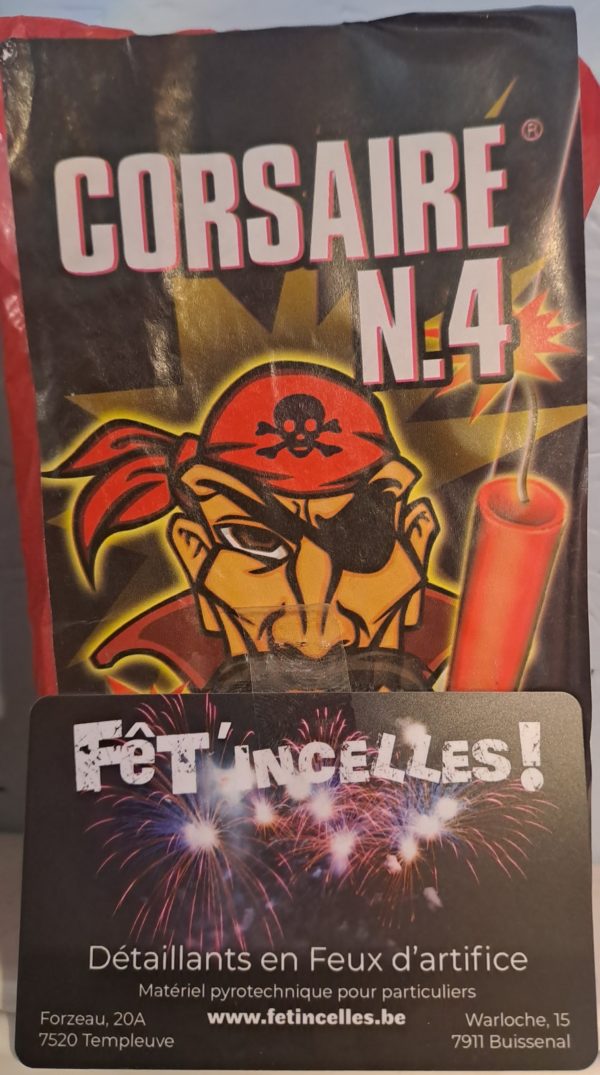 CORSAIRE ®
N.4
FÊT'INCELLES!
Détaillants en Feux d'artifice
Matériel pyrotechnique pour particuliers
Forzeau, 20A www.fetincelles.be Warloche, 15
7520 Templeuve 7911 Buissenal